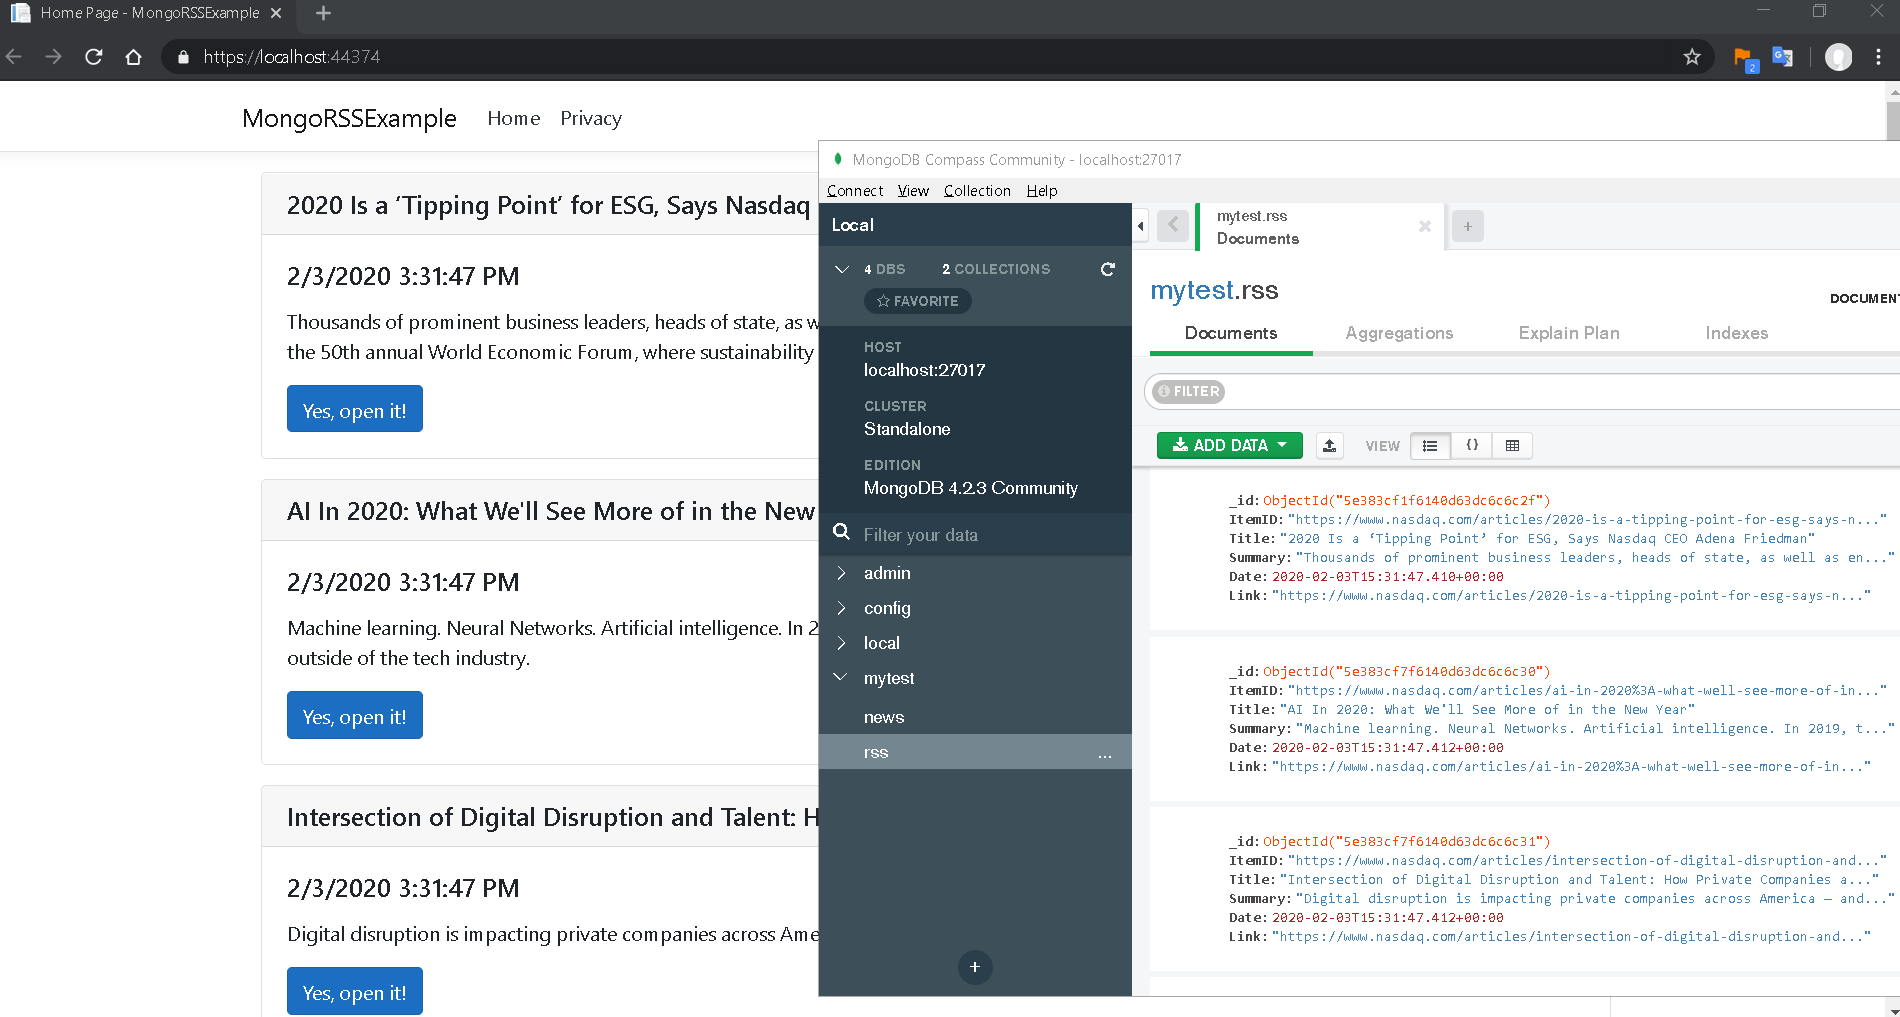 Home Page - MongoRSSExample
https://localhost:44374
2
MongoRSSExample
Home
Privacy
2020 Is a ‘Tipping Point’ for ESG, Says Nasdaq
2/3/2020 3:31:47 PM
Thousands of prominent business leaders, heads of state, as w
the 50th annual World Economic Forum, where sustainability
Yes, open it!
AI In 2020: What We'll See More of in the New
2/3/2020 3:31:47 PM
Machine learning. Neural Networks. Artificial intelligence. In 2
outside of the tech industry.
Yes, open it!
Intersection of Digital Disruption and Talent: H
2/3/2020 3:31:47 PM
Digital disruption is impacting private companies across Ame
Yes, open it!
MongoDB Compass Community - localhost:27017
Connect View Collection Help
Local
4 DBS 2 COLLECTIONS
FAVORITE
HOST
localhost:27017
CLUSTER
Standalone
EDITION
MongoDB 4.2.3 Community
Filter your data
admin
config
local
mytest
news
rss ...
+
mytest.rss
Documents
+
mytest.rss
DOCUMENT
Documents Aggregations Explain Plan Indexes
FILTER
ADD DATA VIEW {}
_id: ObjectId("5e383cf1f6140d63dc6c6c2f")
ItemID: "https://www.nasdaq.com/articles/2020-is-a-tipping-point-for-esg-says-n..."
Title: "2020 Is a ‘Tipping Point’ for ESG, Says Nasdaq CEO Adena Friedman"
Summary: "Thousands of prominent business leaders, heads of state, as well as en..."
Date: 2020-02-03T15:31:47.410+00:00
Link: "https://www.nasdaq.com/articles/2020-is-a-tipping-point-for-esg-says-n..."
_id: ObjectId("5e383cf7f6140d63dc6c6c30")
ItemID: "https://www.nasdaq.com/articles/ai-in-2020%3A-what-well-see-more-of-in..."
Title: "AI In 2020: What We'll See More of in the New Year"
Summary: "Machine learning. Neural Networks. Artificial intelligence. In 2019, t..."
Date: 2020-02-03T15:31:47.412+00:00
Link: "https://www.nasdaq.com/articles/ai-in-2020%3A-what-well-see-more-of-in..."
_id: ObjectId("5e383cf7f6140d63dc6c6c31")
ItemID: "https://www.nasdaq.com/articles/intersection-of-digital-disruption-and..."
Title: "Intersection of Digital Disruption and Talent: How Private Companies a..."
Summary: "Digital disruption is impacting private companies across America — and..."
Date: 2020-02-03T15:31:47.412+00:00
Link: "https://www.nasdaq.com/articles/intersection-of-digital-disruption-and..."